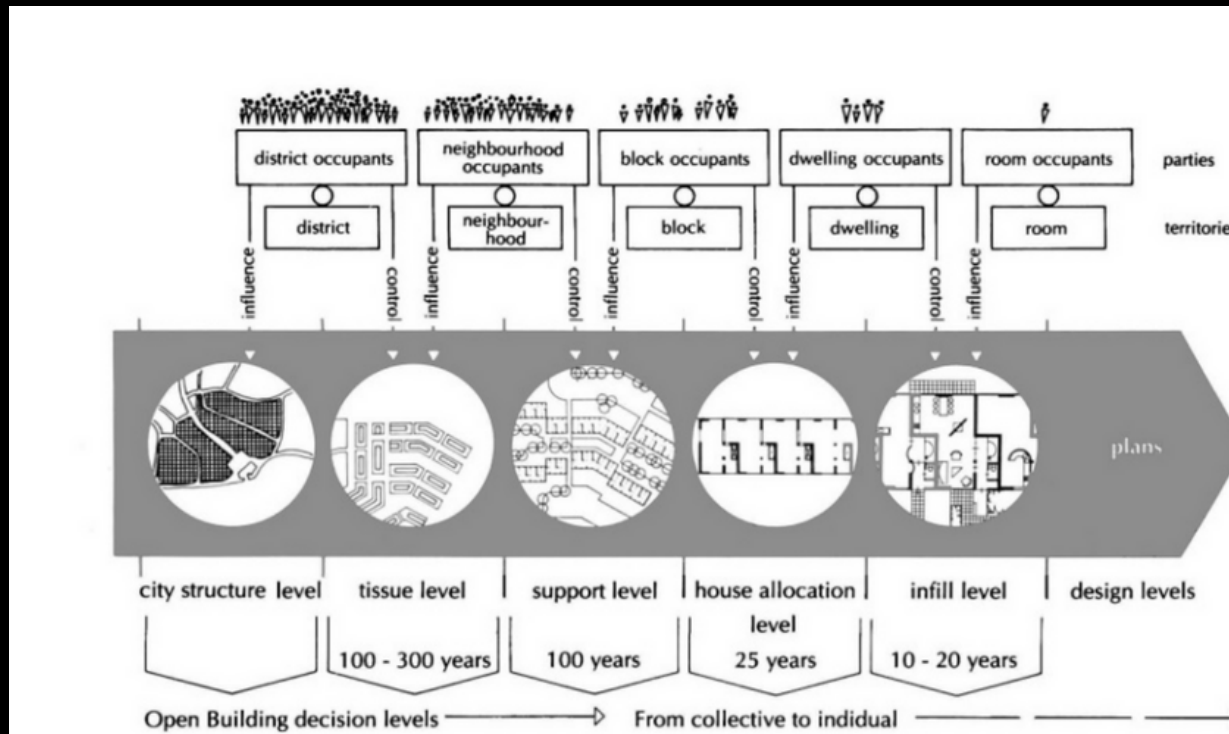 district occupants
neighbourhood
occupants
block occupants
dwelling occupants
room occupants
parties
district
neighbour-
hood
block
dwelling
room
territorie
influence
control
influence
control
influence
control
influence
control
influence
plans
city structure level
tissue level
support level
house allocation
level
infill level
design levels
100 - 300 years
100 years
25 years
10 - 20 years
Open Building decision levels
From collective to indidual